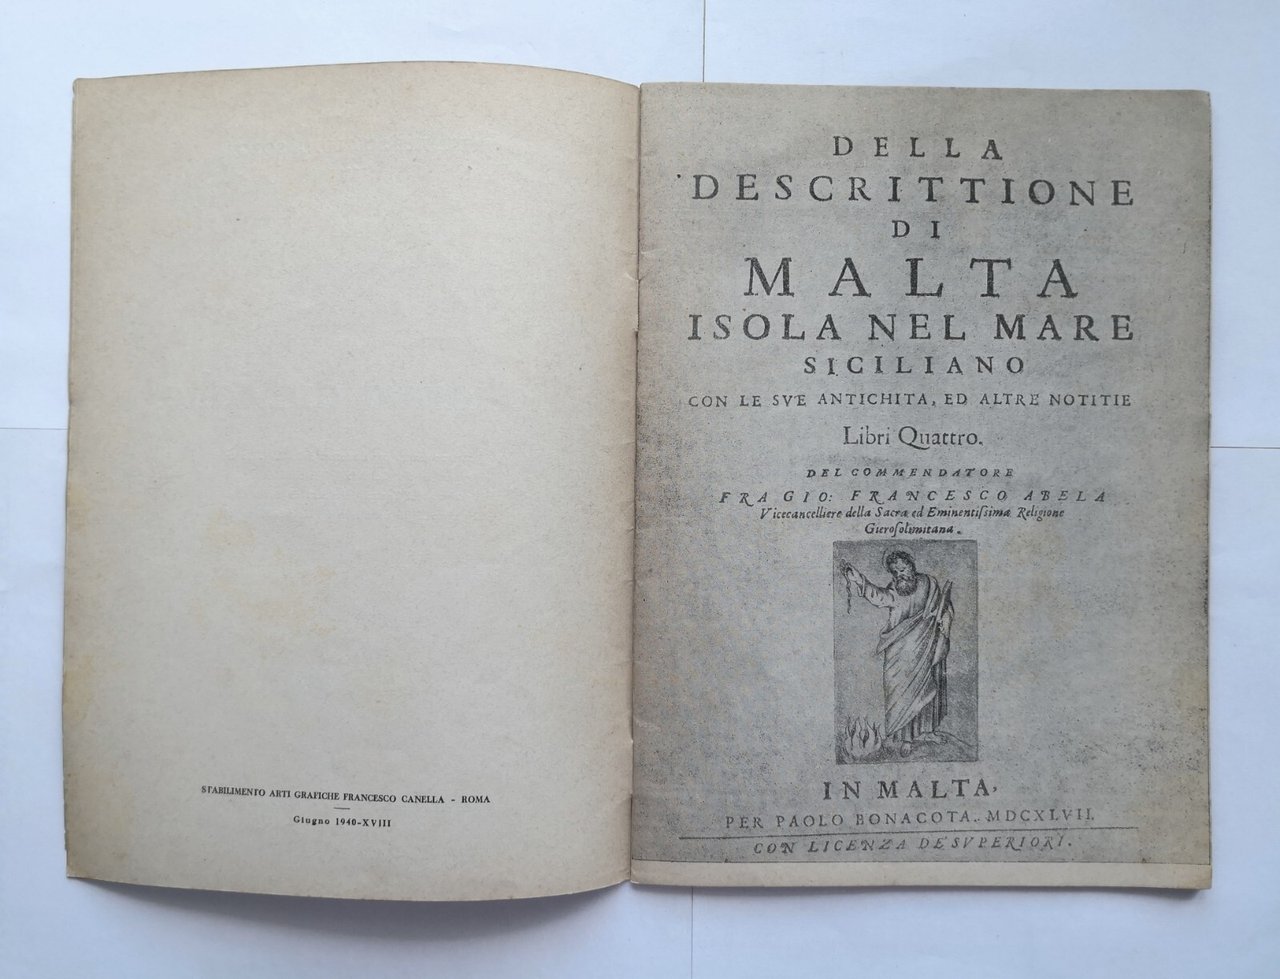 STABILIMENTO ARTI GRAFICHE FRANCESCO CANELLA - ROMA
Giugno 1940-XVIII
DELLA
DESCRITTIONE
DI
MALTA
ISOLA NEL MARE
SICILIANO
CON LE SVE ANTICHITA, ED ALTRE NOTITIE
Libri Quattro.
DEL COMMENDATORE
FRA GIO: FRANCESCO ABELA
Vicecancelliere della Sacra ed Eminentiſsima Religione
Gieroſolimitana.
IN MALTA,
PER PAOLO BONACOTA. MDCXLVII.
CON LICENZA DE' SVPERIORI.